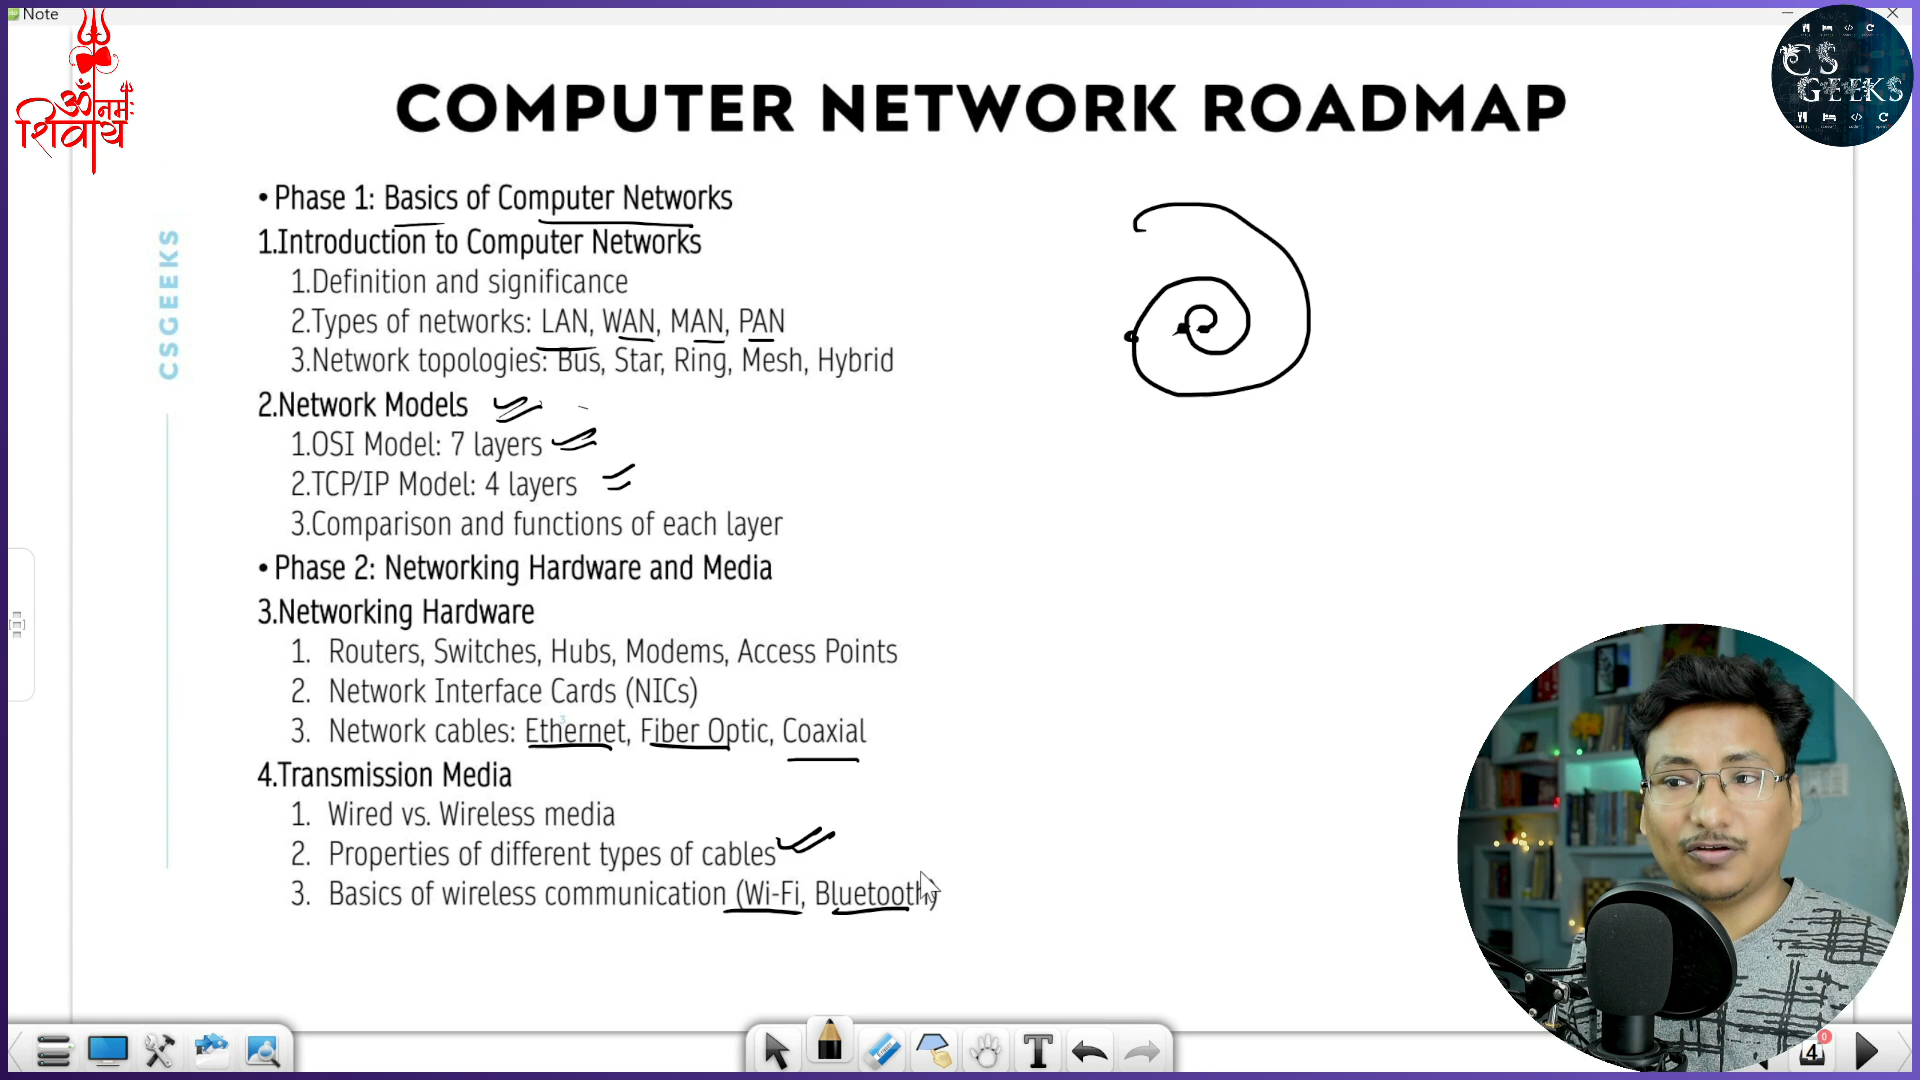 Note
ॐ नमः
शिवाय
CS
GEEKS
COMPUTER NETWORK ROADMAP
CSGEEKS
• Phase 1: Basics of Computer Networks
1.Introduction to Computer Networks
1.Definition and significance
2.Types of networks: LAN, WAN, MAN, PAN
3.Network topologies: Bus, Star, Ring, Mesh, Hybrid
2.Network Models
1.OSI Model: 7 layers
2.TCP/IP Model: 4 layers
3.Comparison and functions of each layer
• Phase 2: Networking Hardware and Media
3.Networking Hardware
1. Routers, Switches, Hubs, Modems, Access Points
2. Network Interface Cards (NICs)
3. Network cables: Ethernet, Fiber Optic, Coaxial
3
4.Transmission Media
1. Wired vs. Wireless media
2. Properties of different types of cables
3. Basics of wireless communication (Wi-Fi, Bluetooth)
T
4
0